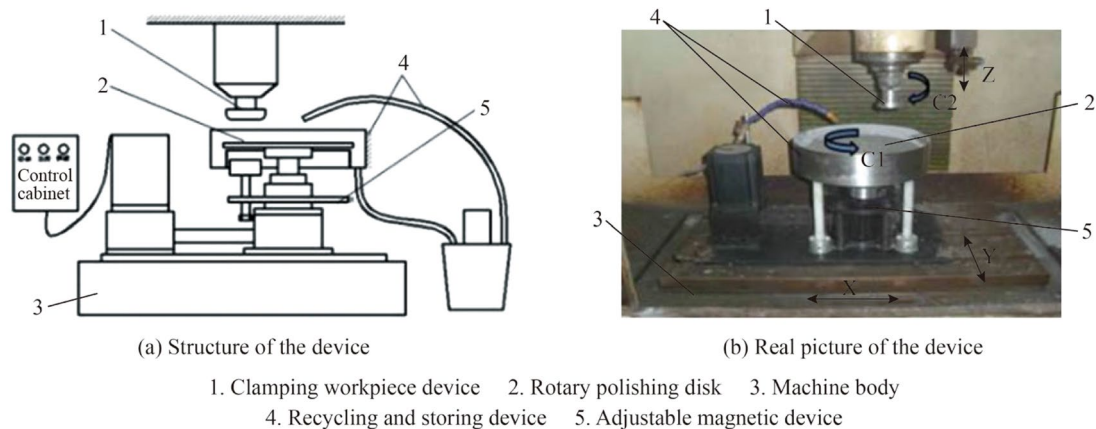 1
2
4
5
Control
cabinet
3
(a) Structure of the device
4
1
Z
C2
2
C1
3
5
Y
X
(b) Real picture of the device
1. Clamping workpiece device 2. Rotary polishing disk 3. Machine body
4. Recycling and storing device 5. Adjustable magnetic device